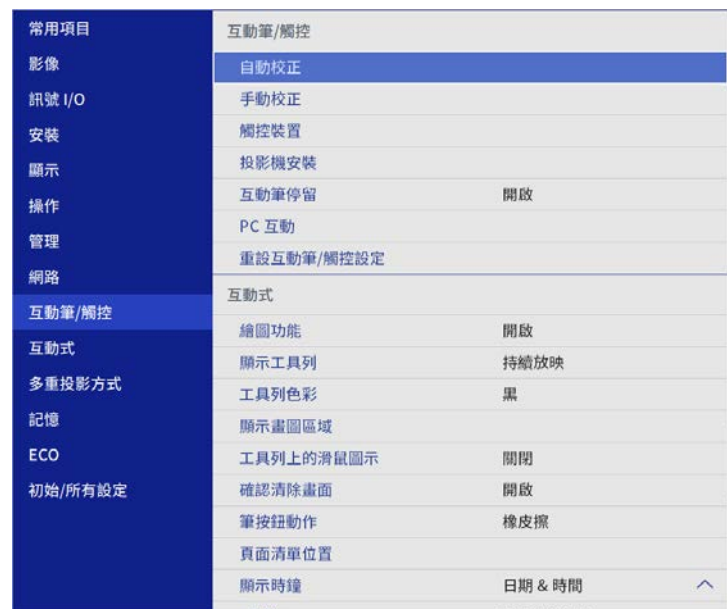 常用項目
影像
訊號 I/O
安裝
顯示
操作
管理
網路
互動筆/觸控
互動式
多重投影方式
記憶
ECO
初始/所有設定
互動筆/觸控
自動校正
手動校正
觸控裝置
投影機安裝
互動筆停留 開啟
PC 互動
重設互動筆/觸控設定
互動式
繪圖功能 開啟
顯示工具列 持續放映
工具列色彩 黑
顯示畫圖區域
工具列上的滑鼠圖示 關閉
確認清除畫面 開啟
筆按鈕動作 橡皮擦
頁面清單位置
顯示時鐘 日期 & 時間